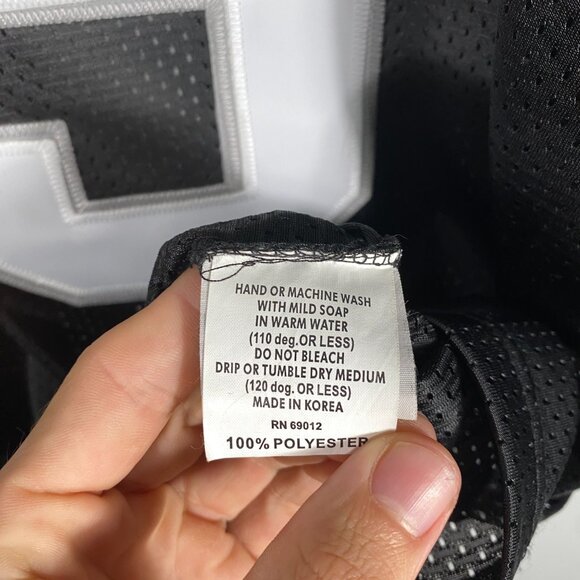 HAND OR MACHINE WASH
WITH MILD SOAP
IN WARM WATER
(110 deg.OR LESS)
DO NOT BLEACH
DRIP OR TUMBLE DRY MEDIUM
(120 dog. OR LESS)
MADE IN KOREA
RN 69012
100% POLYESTER